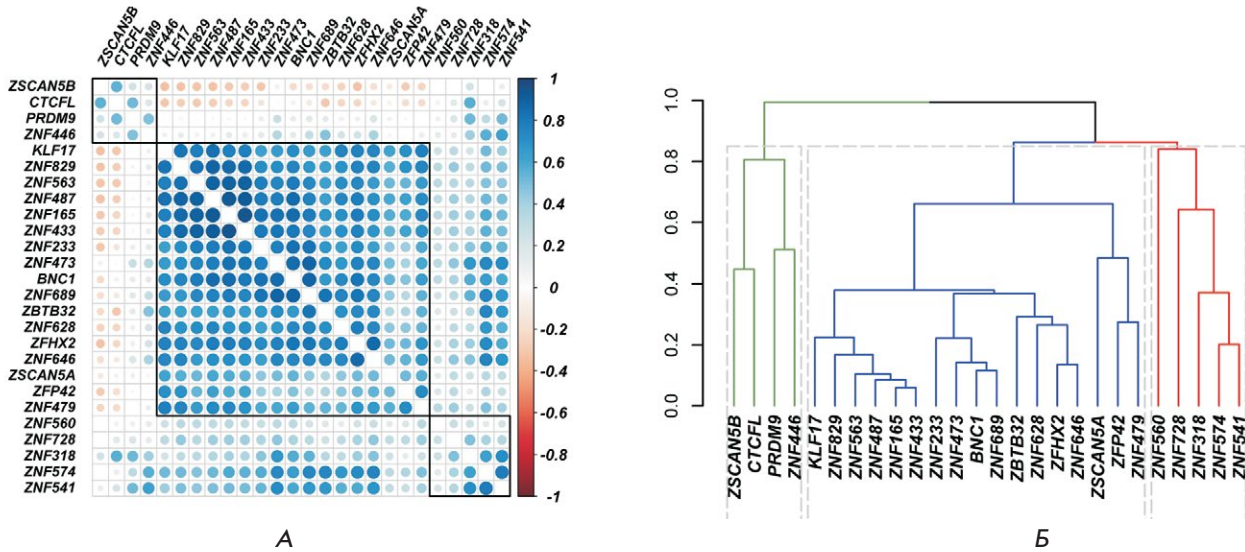 ZSCAN5B
CTCFL
PRDM9
ZNF446
KLF17
ZNF829
ZNF563
ZNF487
ZNF165
ZNF433
ZNF233
ZNF473
BNC1
ZNF689
ZBTB32
ZNF628
ZFHX2
ZNF646
ZSCAN5A
ZFP42
ZNF479
ZNF560
ZNF728
ZNF318
ZNF574
ZNF541
ZSCAN5B
CTCFL
PRDM9
ZNF446
KLF17
ZNF829
ZNF563
ZNF487
ZNF165
ZNF433
ZNF233
ZNF473
BNC1
ZNF689
ZBTB32
ZNF628
ZFHX2
ZNF646
ZSCAN5A
ZFP42
ZNF479
ZNF560
ZNF728
ZNF318
ZNF574
ZNF541
1
0.8
0.6
0.4
0.2
0
-0.2
-0.4
-0.6
-0.8
-1
А
1.0
0.8
0.6
0.4
0.2
0.0
ZSCAN5B
CTCFL
PRDM9
ZNF446
KLF17
ZNF829
ZNF563
ZNF487
ZNF165
ZNF433
ZNF233
ZNF473
BNC1
ZNF689
ZBTB32
ZNF628
ZFHX2
ZNF646
ZSCAN5A
ZFP42
ZNF479
ZNF560
ZNF728
ZNF318
ZNF574
ZNF541
Б